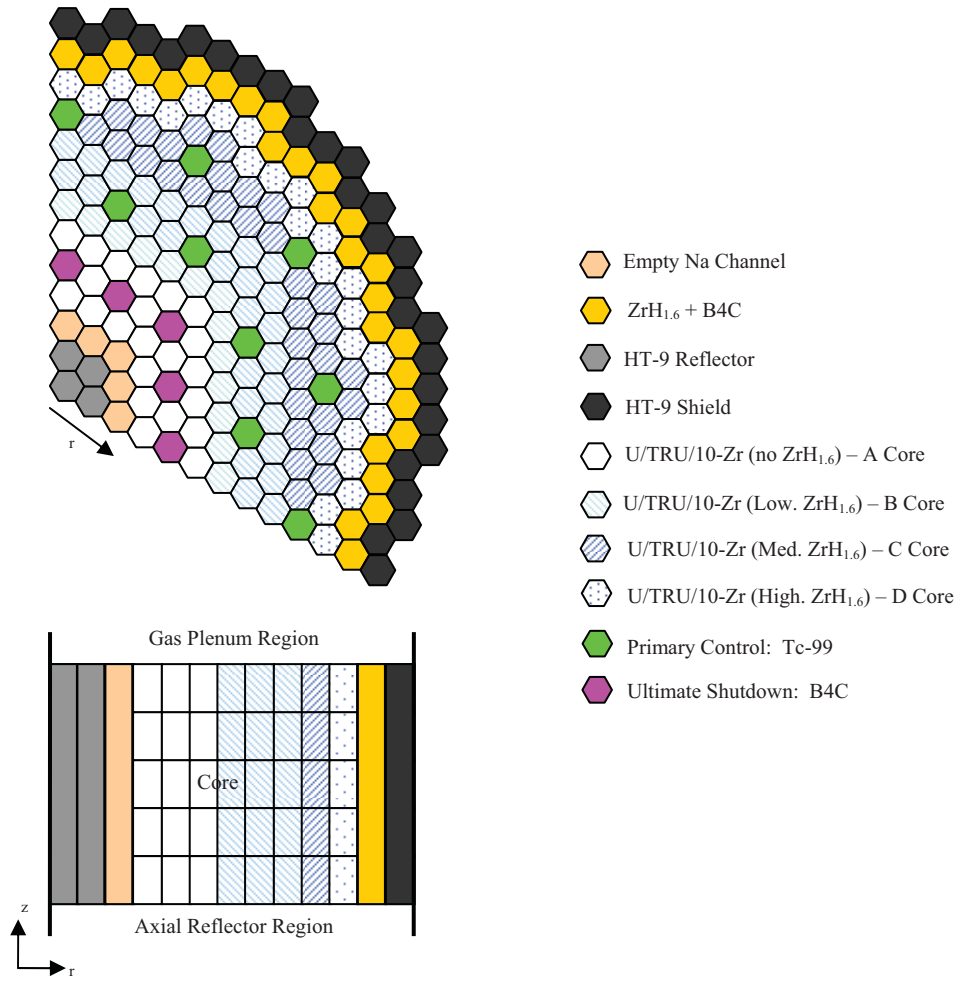 r
Empty Na Channel
ZrH1.6 + B4C
HT-9 Reflector
HT-9 Shield
U/TRU/10-Zr (no ZrH1.6) – A Core
U/TRU/10-Zr (Low. ZrH1.6) – B Core
U/TRU/10-Zr (Med. ZrH1.6) – C Core
U/TRU/10-Zr (High. ZrH1.6) – D Core
Primary Control: Tc-99
Ultimate Shutdown: B4C
Gas Plenum Region
Core
Axial Reflector Region
z
r